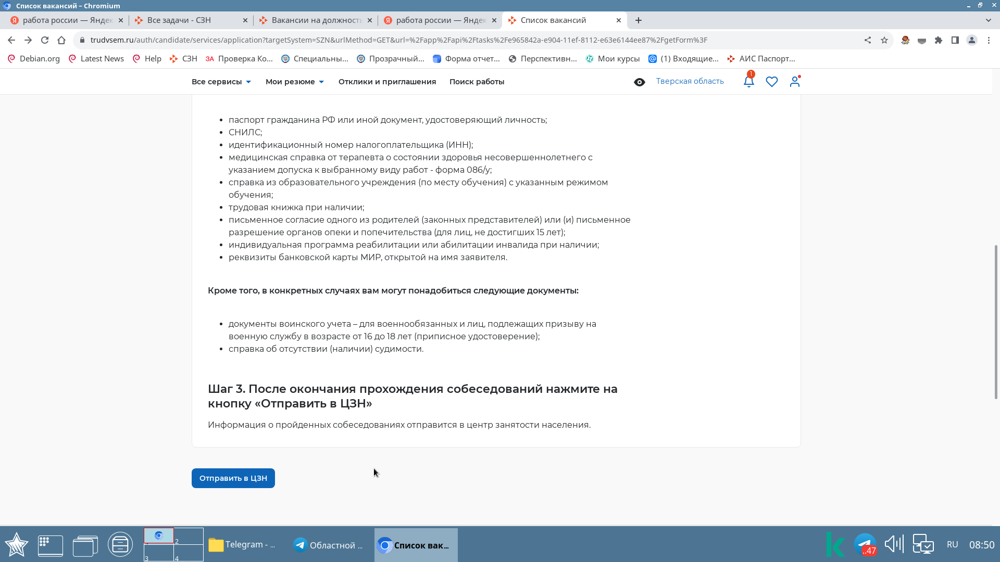 Список вакансий – Chromium
работа россии — Яндек
Все задачи - СЗН
Вакансии на должность
работа россии — Яндек
Список вакансий
trudvsem.ru/auth/candidate/services/application?targetSystem=SZN&urlMethod=GET&url=%2Fapp%2Fapi%2Ftasks%2Fe965842a-e904-11ef-8112-e63e6144ee87%2FgetForm%3F
Debian.org
Latest News
Help
СЗН
ЗА Проверка Ко...
Специальны...
Прозрачный...
Форма отчет...
Перспективн...
Мои курсы
(1) Входящие...
АИС Паспорт...
Все сервисы
Мои резюме
Отклики и приглашения
Поиск работы
Тверская область
1
• паспорт гражданина РФ или иной документ, удостоверяющий личность;
• СНИЛС;
• идентификационный номер налогоплательщика (ИНН);
• медицинская справка от терапевта о состоянии здоровья несовершеннолетнего с
указанием допуска к выбранному виду работ - форма 086/у;
• справка из образовательного учреждения (по месту обучения) с указанным режимом
обучения;
• трудовая книжка при наличии;
• письменное согласие одного из родителей (законных представителей) или (и) письменное
разрешение органов опеки и попечительства (для лиц, не достигших 15 лет);
• индивидуальная программа реабилитации или абилитации инвалида при наличии;
• реквизиты банковской карты МИР, открытой на имя заявителя.
Кроме того, в конкретных случаях вам могут понадобиться следующие документы:
• документы воинского учета – для военнообязанных и лиц, подлежащих призыву на
военную службу в возрасте от 16 до 18 лет (приписное удостоверение);
• справка об отсутствии (наличии) судимости.
Шаг 3. После окончания прохождения собеседований нажмите на
кнопку «Отправить в ЦЗН»
Информация о пройденных собеседованиях отправится в центр занятости населения.
Отправить в ЦЗН
2
3
4
Telegram - ...
Областной ...
Список вак...
..47
RU
08:50